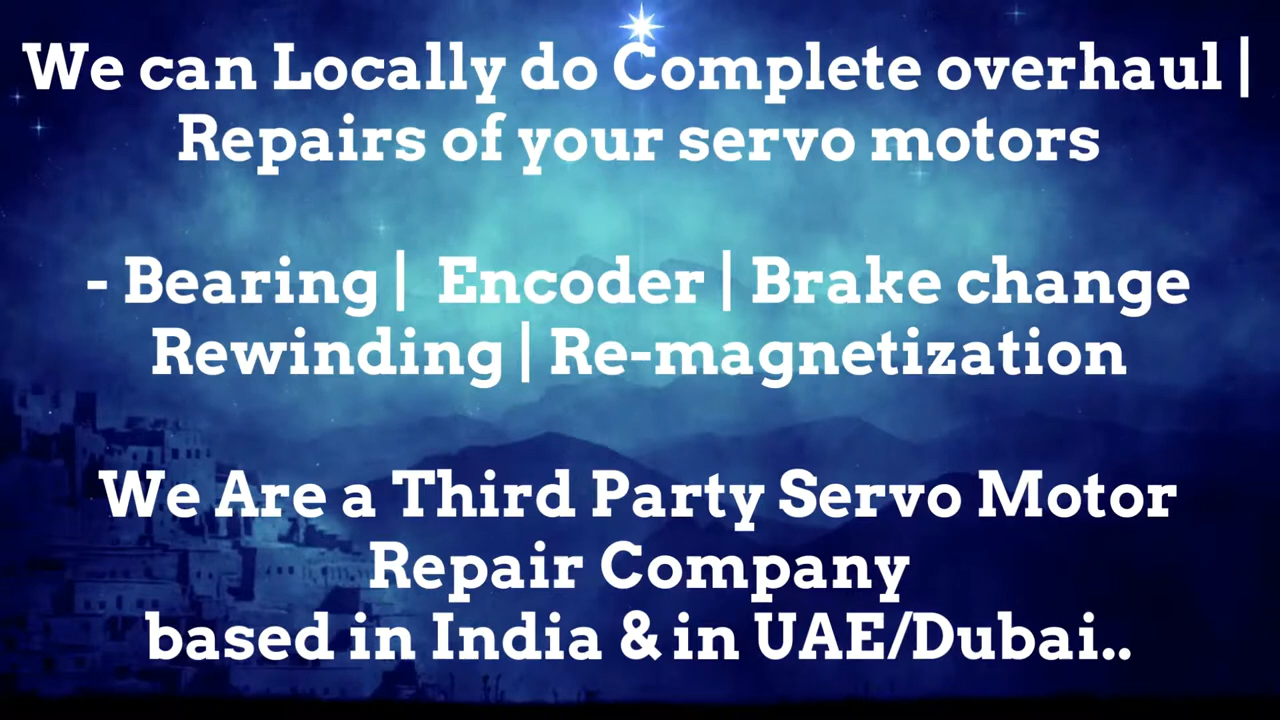 We can Locally do Complete overhaul |
Repairs of your servo motors
- Bearing | Encoder | Brake change
Rewinding | Re-magnetization
We Are a Third Party Servo Motor
Repair Company
based in India & in UAE/Dubai..